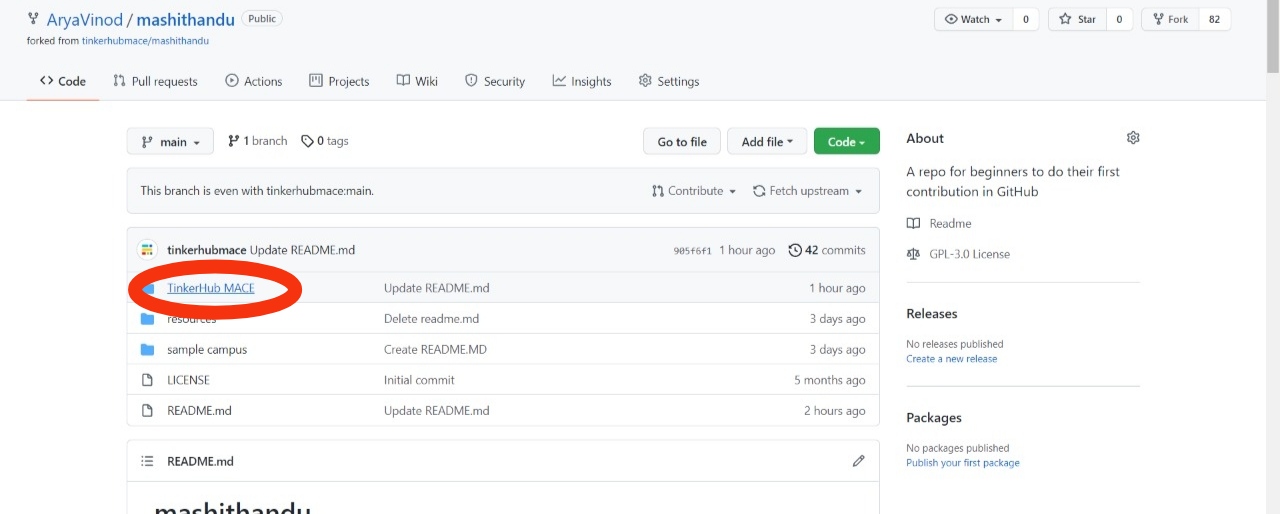 AryaVinod / mashithandu Public
Watch 0 Star 0 Fork 82
forked from tinkerhubmace/mashithandu
Code Pull requests Actions Projects Wiki Security Insights Settings
main 1 branch 0 tags Go to file Add file Code
This branch is even with tinkerhubmace:main. Contribute Fetch upstream
tinkerhubmace Update README.md 905f6f1 1 hour ago 42 commits
TinkerHub MACE Update README.md 1 hour ago
resources Delete readme.md 3 days ago
sample campus Create README.MD 3 days ago
LICENSE Initial commit 5 months ago
README.md Update README.md 2 hours ago
README.md
mashithandu
About
A repo for beginners to do their first
contribution in GitHub
Readme
GPL-3.0 License
Releases
No releases published
Create a new release
Packages
No packages published
Publish your first package